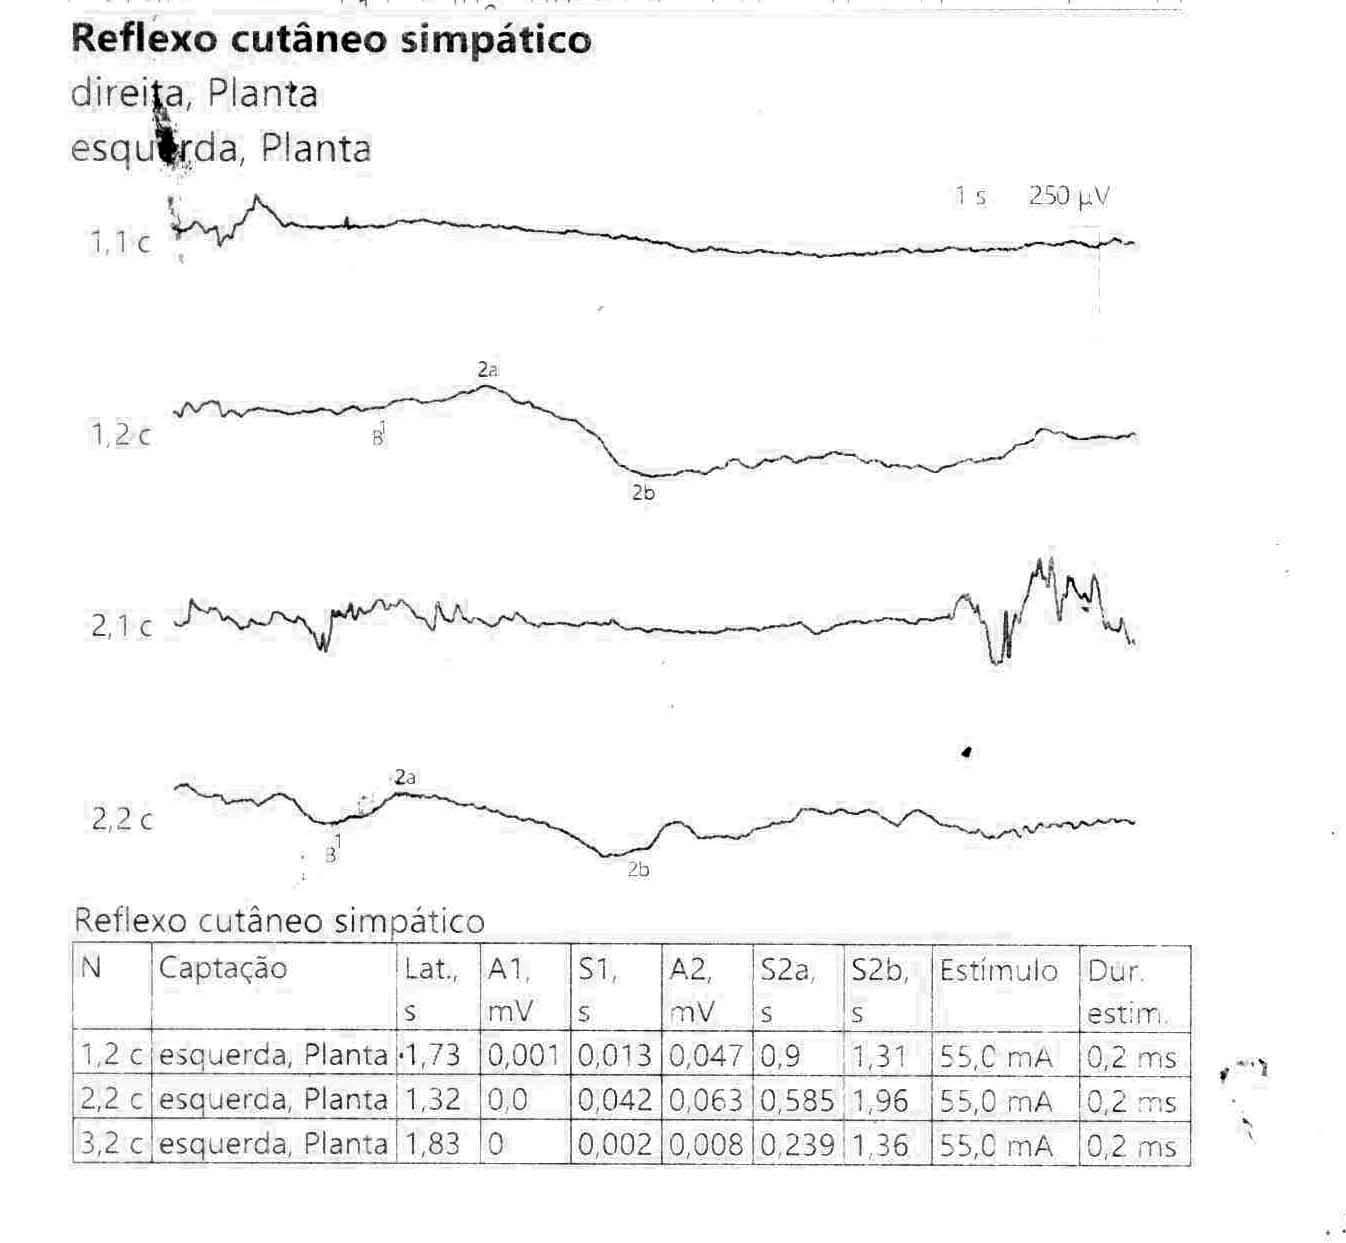 Reflexo cutâneo simpático
direita, Planta
esquerda, Planta
1 s 250 µV
1,1 c
2a
1,2 c
B 1
2b
2,1 c
2a
2,2 c
B 1
2b
Reflexo cutâneo simpático
N Captação Lat., s A1, mV S1, s A2, mV S2a, s S2b, s Estímulo Dur. estim.
1,2 c esquerda, Planta 1,73 0,001 0,013 0,047 0,9 1,31 55,0 mA 0,2 ms
2,2 c esquerda, Planta 1,32 0,0 0,042 0,063 0,585 1,96 55,0 mA 0,2 ms
3,2 c esquerda, Planta 1,83 0 0,002 0,008 0,239 1,36 55,0 mA 0,2 ms